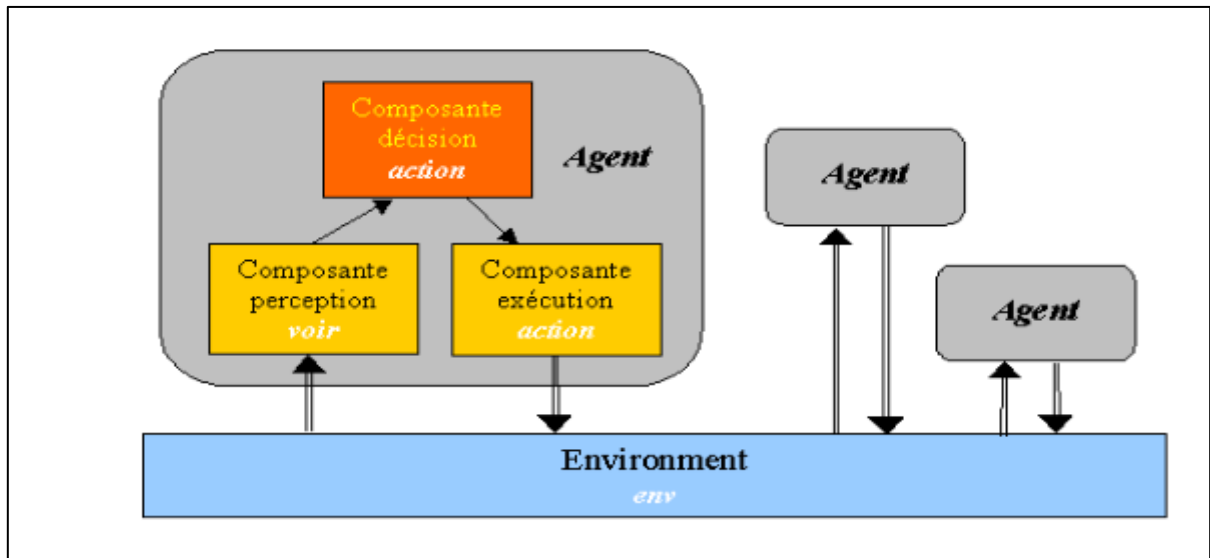 Composante
décision
action
Agent
Composante
perception
voir
Composante
exécution
action
Agent
Agent
Environment
env